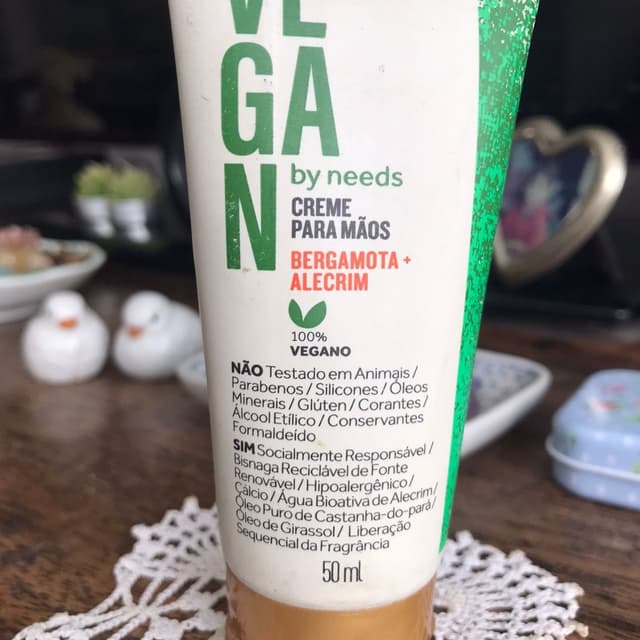 VE
GA
N
by needs
CREME
PARA MÃOS
BERGAMOTA +
ALECRIM
100%
VEGANO
NÃO Testado em Animais /
Parabenos / Silicones / Óleos
Minerais / Glúten / Corantes /
Álcool Etílico / Conservantes
Formaldeído
SIM Socialmente Responsável /
Bisnaga Reciclável de Fonte
Renovável / Hipoalergênico /
Cálcio / Água Bioativa de Alecrim /
Óleo Puro de Castanha-do-pará /
Óleo de Girassol / Liberação
Sequencial da Fragrância
50 ml